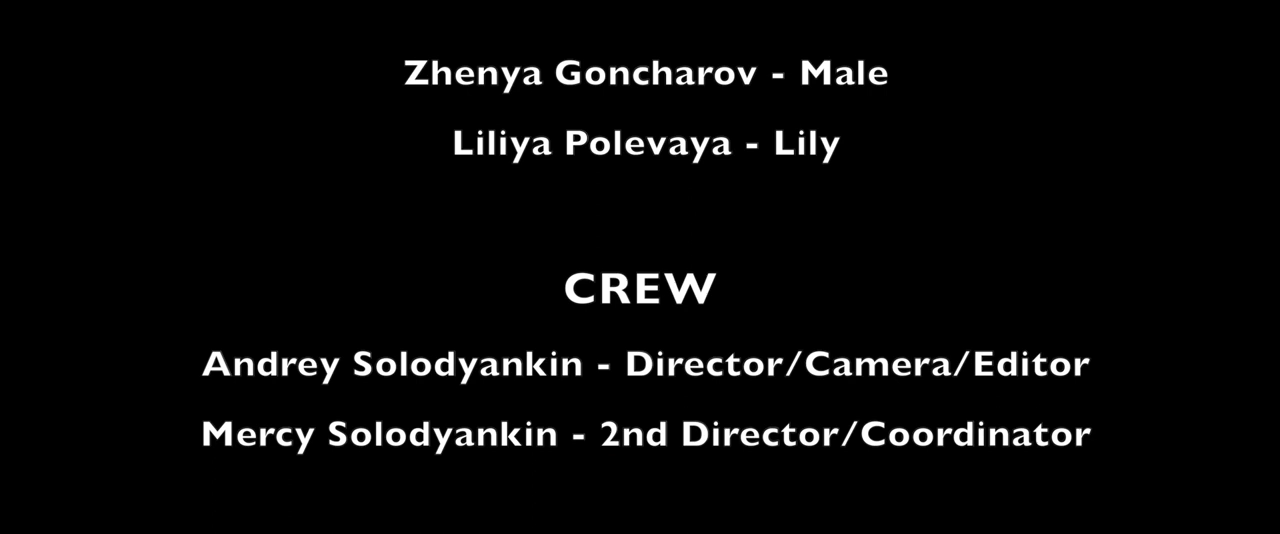 Zhenya Goncharov - Male
Liliya Polevaya - Lily
CREW
Andrey Solodyankin - Director/Camera/Editor
Mercy Solodyankin - 2nd Director/Coordinator